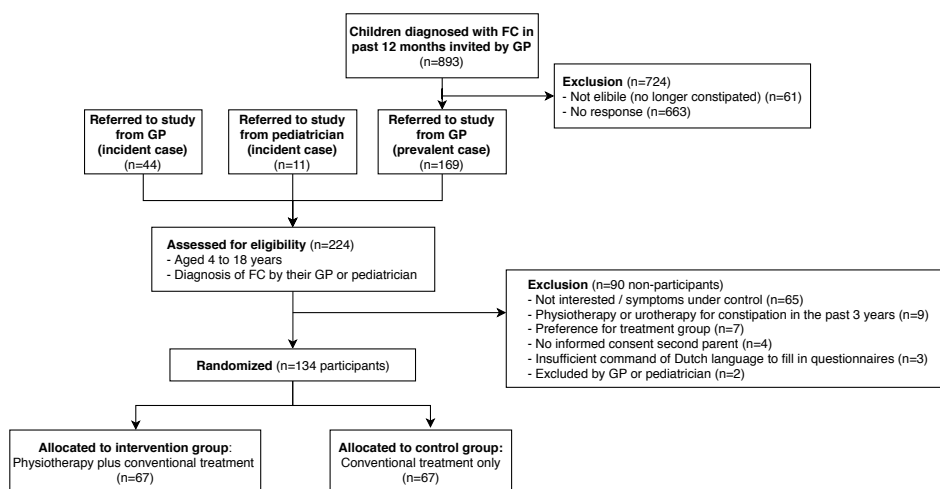 Children diagnosed with FC in
past 12 months invited by GP
(n=893)
Exclusion (n=724)
- Not elibile (no longer constipated) (n=61)
- No response (n=663)
Referred to study
from GP
(incident case)
(n=44)
Referred to study
from pediatrician
(incident case)
(n=11)
Referred to study
from GP
(prevalent case)
(n=169)
Assessed for eligibility (n=224)
- Aged 4 to 18 years
- Diagnosis of FC by their GP or pediatrician
Exclusion (n=90 non-participants)
- Not interested / symptoms under control (n=65)
- Physiotherapy or urotherapy for constipation in the past 3 years (n=9)
- Preference for treatment group (n=7)
- No informed consent second parent (n=4)
- Insufficient command of Dutch language to fill in questionnaires (n=3)
- Excluded by GP or pediatrician (n=2)
Randomized (n=134 participants)
Allocated to intervention group:
Physiotherapy plus conventional treatment
(n=67)
Allocated to control group:
Conventional treatment only
(n=67)